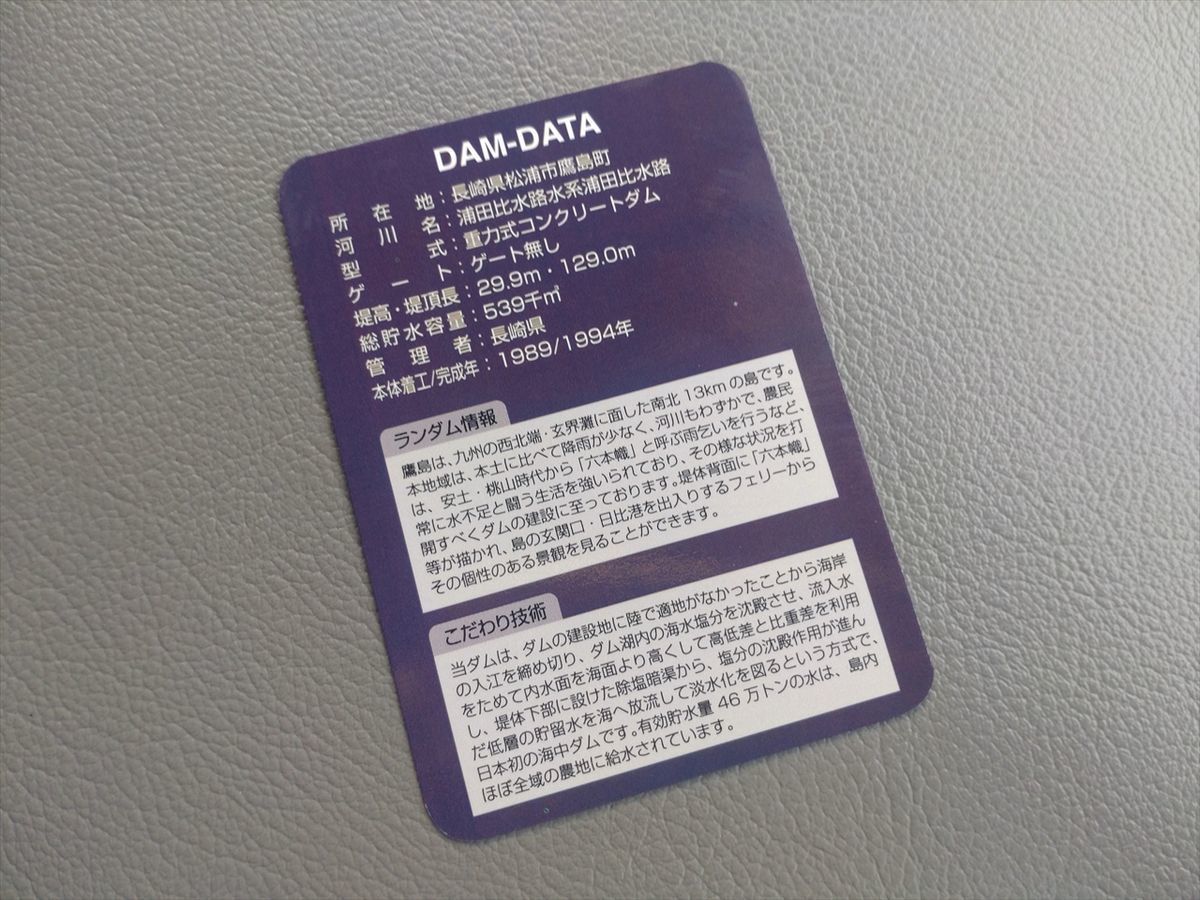 DAM-DATA
所在地：長崎県松浦市鷹島町
河川名：浦田比水路水系浦田比水路
型式：重力式コンクリートダム
ゲート：ゲート無し
堤高・堤頂長：29.9m・129.0m
総貯水容量：539千㎥
管理者：長崎県
本体着工/完成年：1989/1994年
ランダム情報
鷹島は、九州の西北端・玄界灘に面した南北13kmの島です。
本地域は、本土に比べて降雨が少なく、河川もわずかで、農民
は、安土・桃山時代から「六本幟」と呼ぶ雨乞いを行うなど、
常に水不足と闘う生活を強いられており、その様な状況を打
開すべくダムの建設に至っております。堤体背面に「六本幟」
等が描かれ、島の玄関口・日比港を出入りするフェリーから
その個性のある景観を見ることができます。
こだわり技術
当ダムは、ダムの建設地に陸で適地がなかったことから海岸
の入江を締め切り、ダム湖内の海水塩分を沈殿させ、流入水
をためて内水面を海面より高くして高低差と比重差を利用
し、堤体下部に設けた除塩暗渠から、塩分の沈殿作用が進ん
だ低層の貯留水を海へ放流して淡水化を図るという方式で、
日本初の海中ダムです。有効貯水量46万トンの水は、島内
ほぼ全域の農地に給水されています。